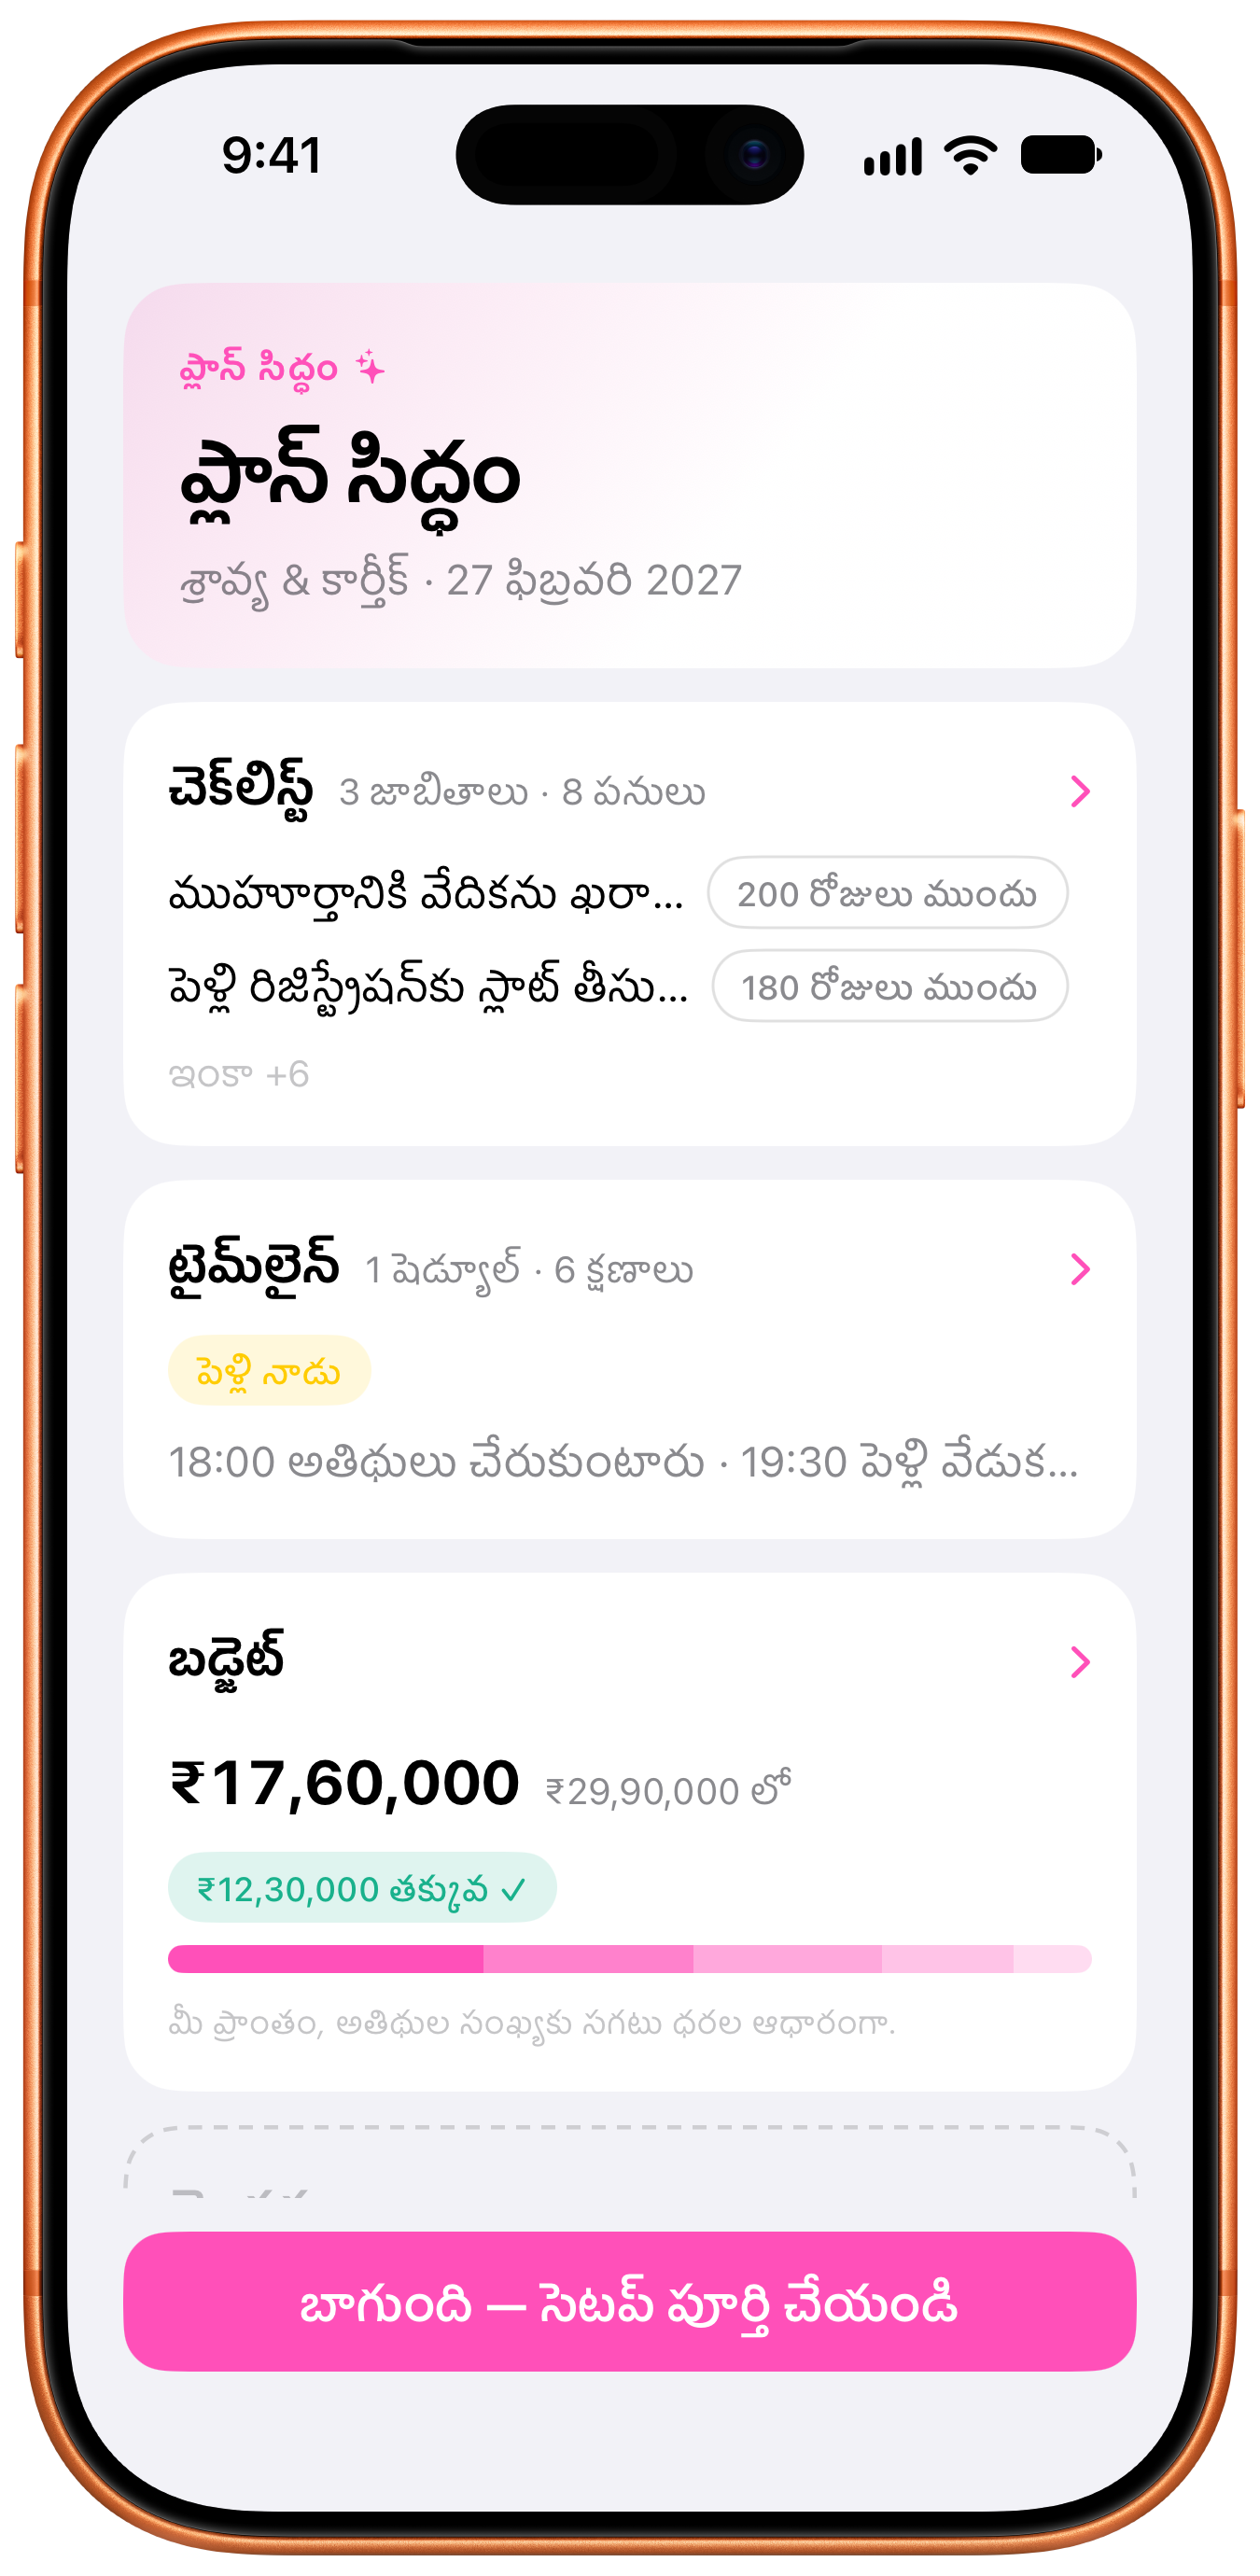 9:41
ప్లాన్ సిద్ధం
ప్లాన్ సిద్ధం
శ్రావ్య & కార్తీక్ · 27 ఫిబ్రవరి 2027
చెక్‌లిస్ట్ 3 జాబితాలు · 8 పనులు
ముహూర్తానికి వేదికను ఖరా... 200 రోజులు ముందు
పెళ్లి రిజిస్ట్రేషన్‌కు స్లాట్ తీసు... 180 రోజులు ముందు
ఇంకా +6
టైమ్‌లైన్ 1 షెడ్యూల్ · 6 క్షణాలు
పెళ్లి నాడు
18:00 అతిథులు చేరుకుంటారు · 19:30 పెళ్లి వేడుక...
బడ్జెట్
₹17,60,000 ₹29,90,000 లో
₹12,30,000 తక్కువ ✓
మీ ప్రాంతం, అతిథుల సంఖ్యకు సగటు ధరల ఆధారంగా.
బాగుంది — సెటప్ పూర్తి చేయండి